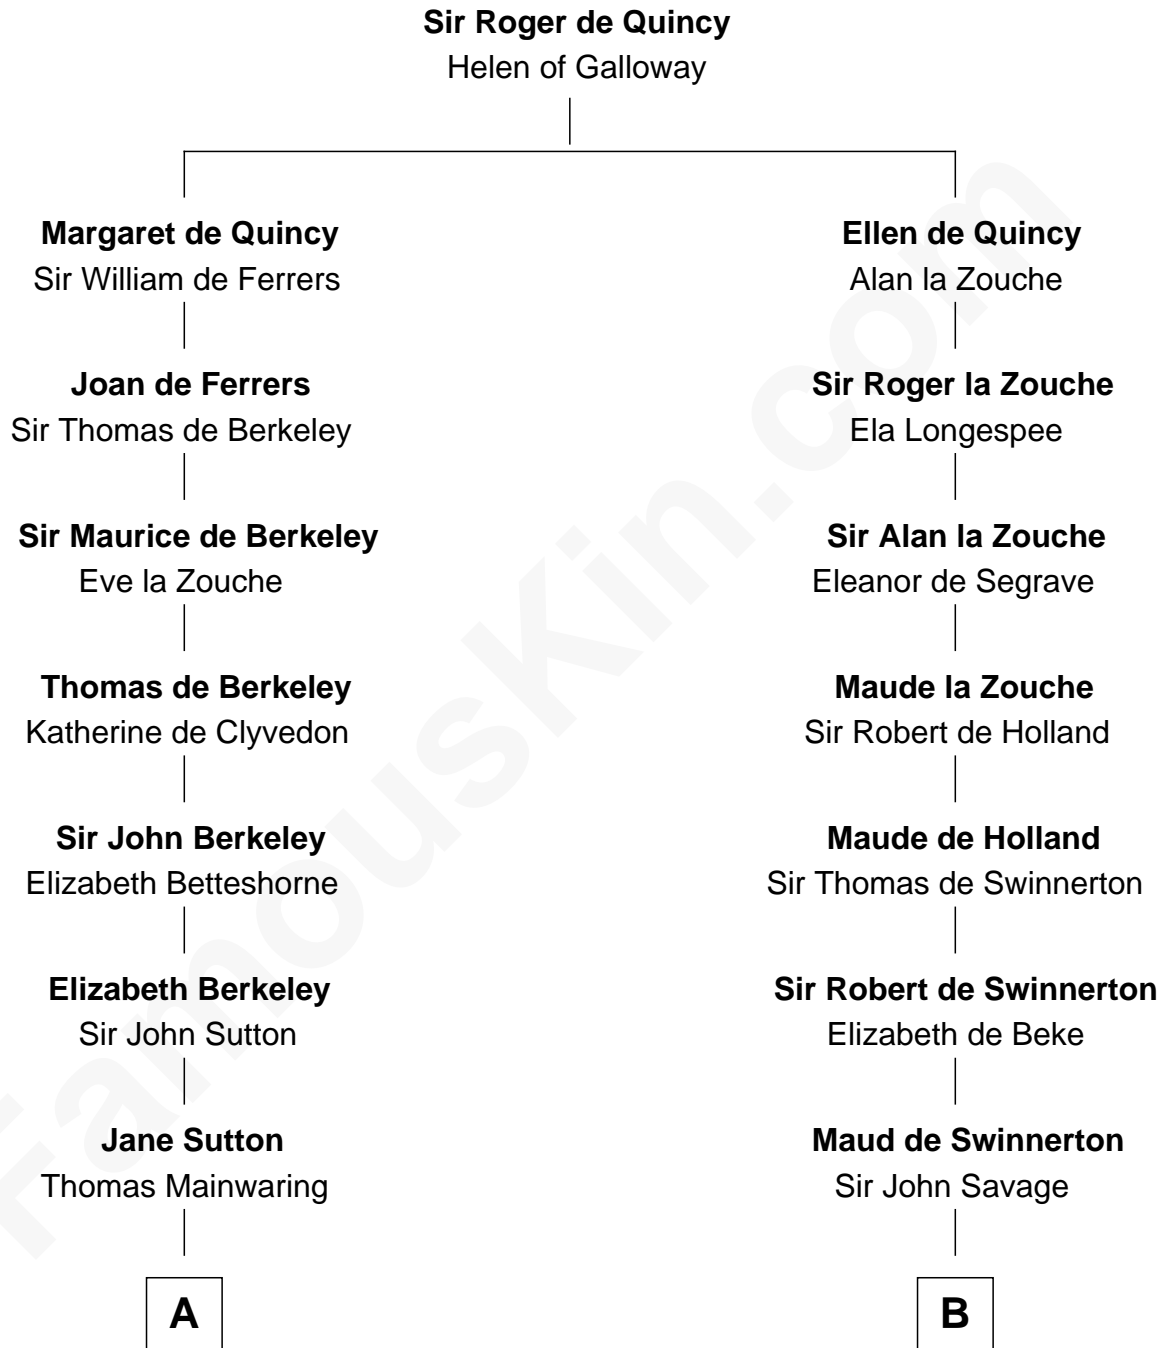 Sir Roger de Quincy
Helen of Galloway
Margaret de Quincy
Sir William de Ferrers
Ellen de Quincy
Alan la Zouche
Joan de Ferrers
Sir Thomas de Berkeley
Sir Roger la Zouche
Ela Longespee
Sir Maurice de Berkeley
Eve la Zouche
Sir Alan la Zouche
Eleanor de Segrave
Thomas de Berkeley
Katherine de Clyvedon
Maude la Zouche
Sir Robert de Holland
Sir John Berkeley
Elizabeth Betteshorne
Maude de Holland
Sir Thomas de Swinnerton
Elizabeth Berkeley
Sir John Sutton
Sir Robert de Swinnerton
Elizabeth de Beke
Jane Sutton
Thomas Mainwaring
Maud de Swinnerton
Sir John Savage
A
B
FamousKin.com